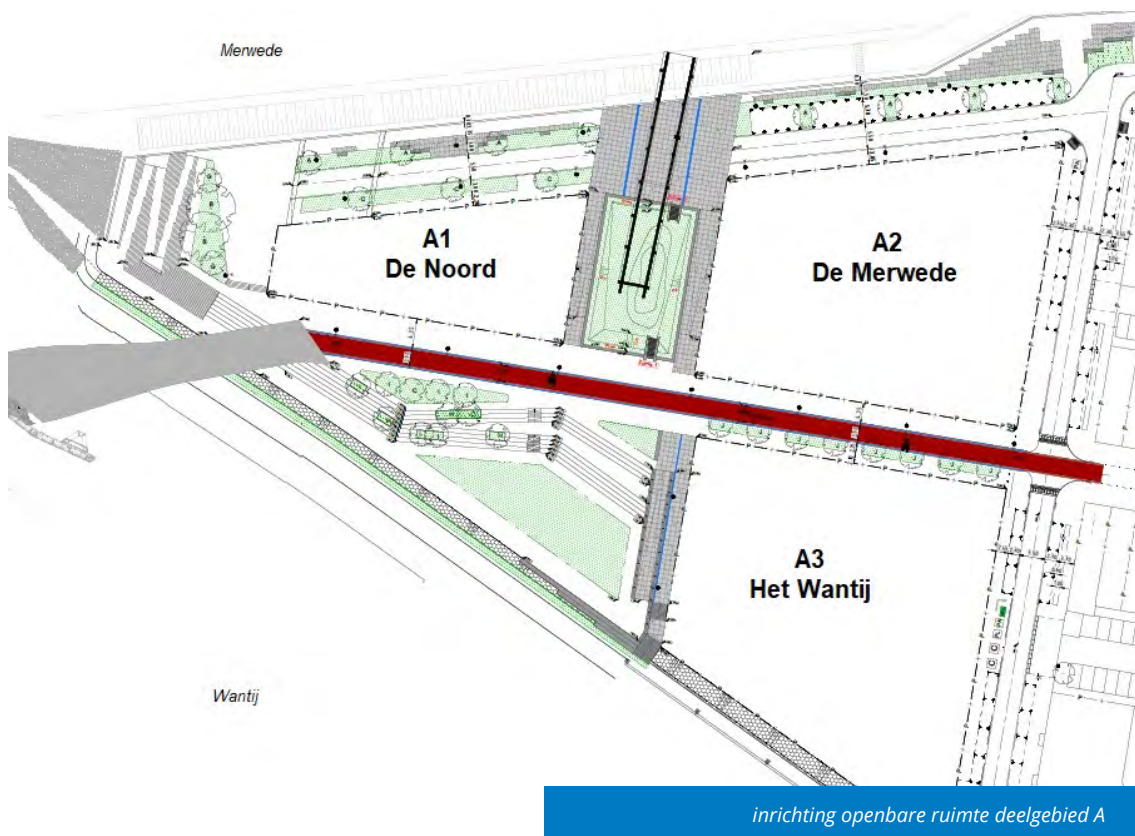 Merwede
A1
De Noord
A2
De Merwede
A3
Het Wantij
Wantij
inrichting openbare ruimte deelgebied A